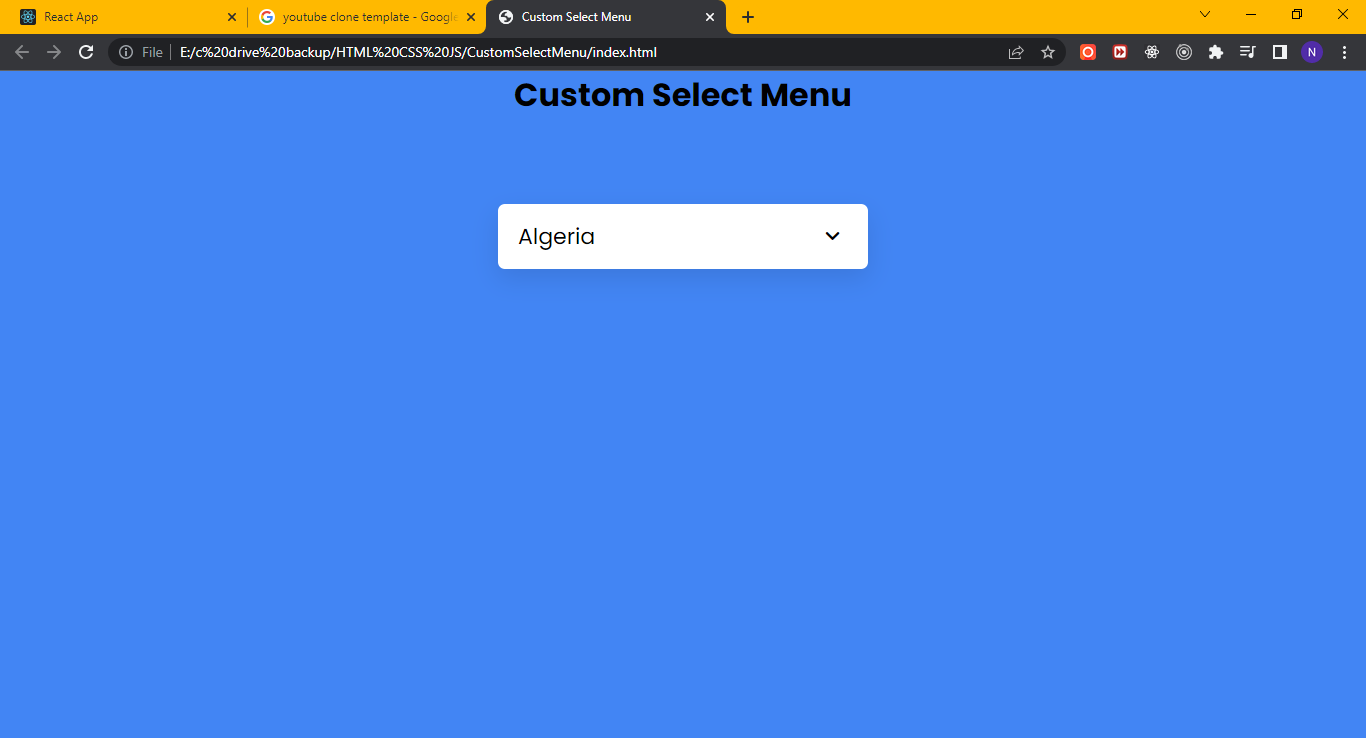 React App
youtube clone template - Google
Custom Select Menu
File
E:/c%20drive%20backup/HTML%20CSS%20JS/CustomSelectMenu/index.html
N
Custom Select Menu
Algeria